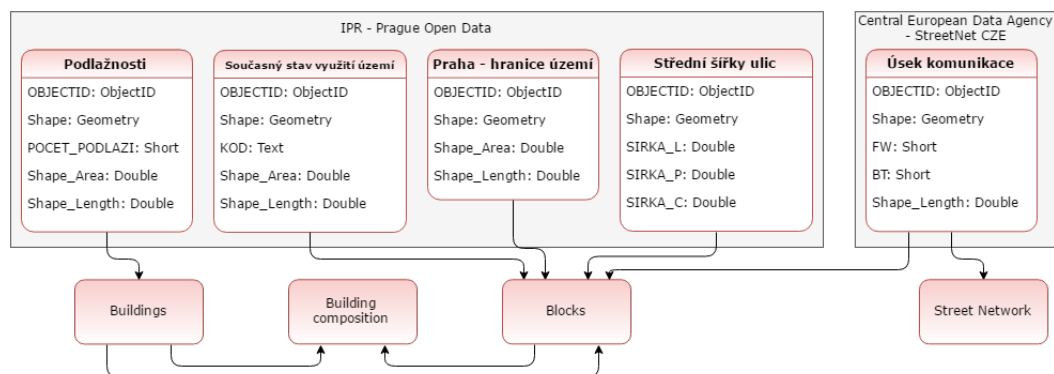 IPR - Prague Open Data
Podlažnosti
OBJECTID: ObjectID
Shape: Geometry
POCET_PODLAZI: Short
Shape_Area: Double
Shape_Length: Double
Současný stav využití území
OBJECTID: ObjectID
Shape: Geometry
KOD: Text
Shape_Area: Double
Shape_Length: Double
Praha - hranice území
OBJECTID: ObjectID
Shape: Geometry
Shape_Area: Double
Shape_Length: Double
Střední šířky ulic
OBJECTID: ObjectID
Shape: Geometry
SIRKA_L: Double
SIRKA_P: Double
SIRKA_C: Double
Central European Data Agency
- StreetNet CZE
Úsek komunikace
OBJECTID: ObjectID
Shape: Geometry
FW: Short
BT: Short
Shape_Length: Double
Buildings
Building
composition
Blocks
Street Network